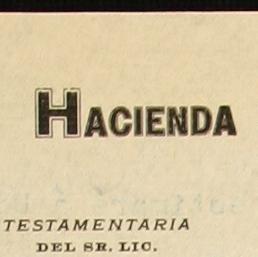 HACIENDA
TESTAMENTARIA
DEL SR. LIC.